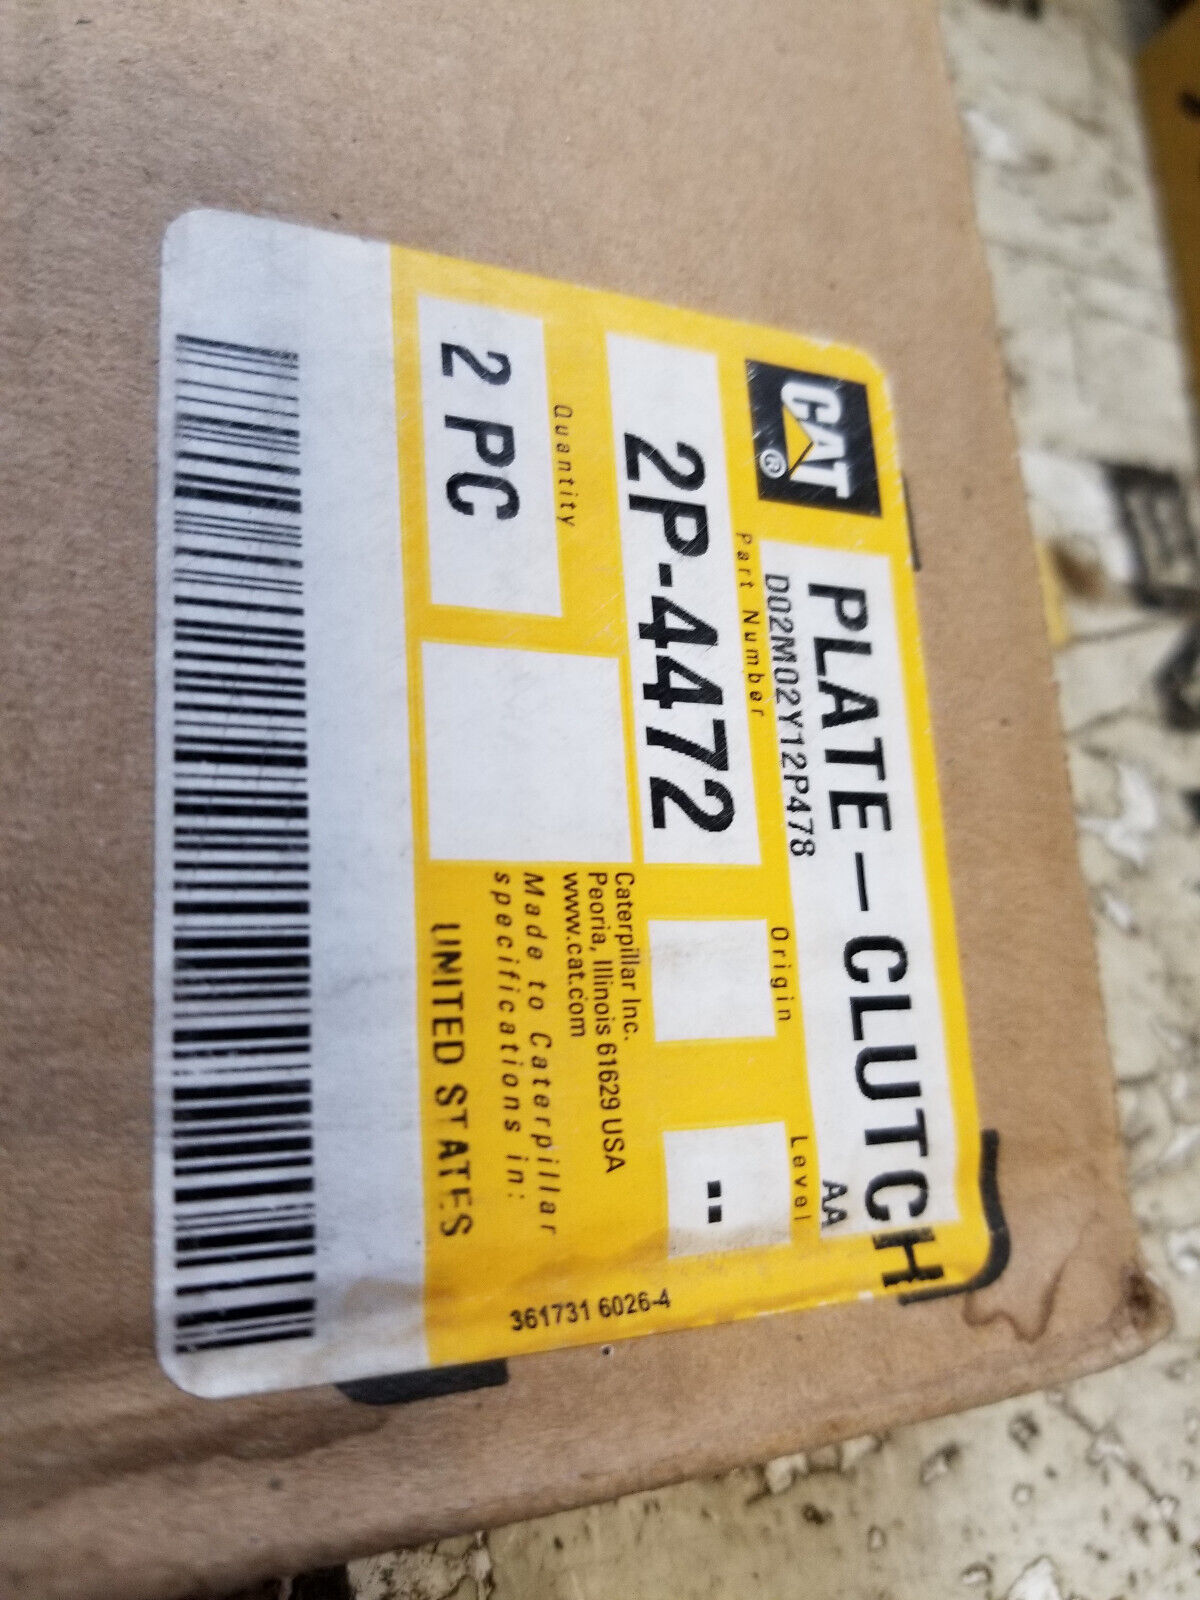 CAT®
PLATE-CLUTCH
D02M02Y12P478
AA
Part Number
Origin
Level
2P-4472
--
Quantity
2 PC
Caterpillar Inc.
Peoria, Illinois 61629 USA
www.cat.com
Made to Caterpillar
specifications in:
UNITED STATES
361731 6026-4